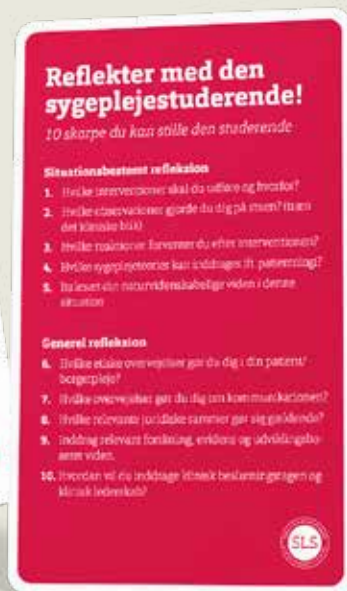 Reflekter med den
sygeplejestuderende!
10 skarpe du kan stille den studerende
Situationsbestemt refleksion
1. Hvilke interventioner skal du udføre og hvorfor?
2. Hvilke observationer gjorde du dig på stuen? (træn
det kliniske blik)
3. Hvilke reaktioner forventer du efter interventionen?
4. Hvilke sygeplejeteorier kan inddrages ift.
5. din naturvidenskabelige viden i denne
situation
Generel refleksion
6. Hvilke etiske overvejelser gør du dig i din patient/
borgerpleje?
7. Hvilke overvejelser gør du dig om kommunikationen?
8. Hvilke relevante juridiske rammer gør sig gældende?
9. Inddrag relevant forskning, evidens og udviklingsba-
seret viden.
10. Hvordan vil du inddrage klinisk beslutningstagen og
klinisk lederskab?
SLS